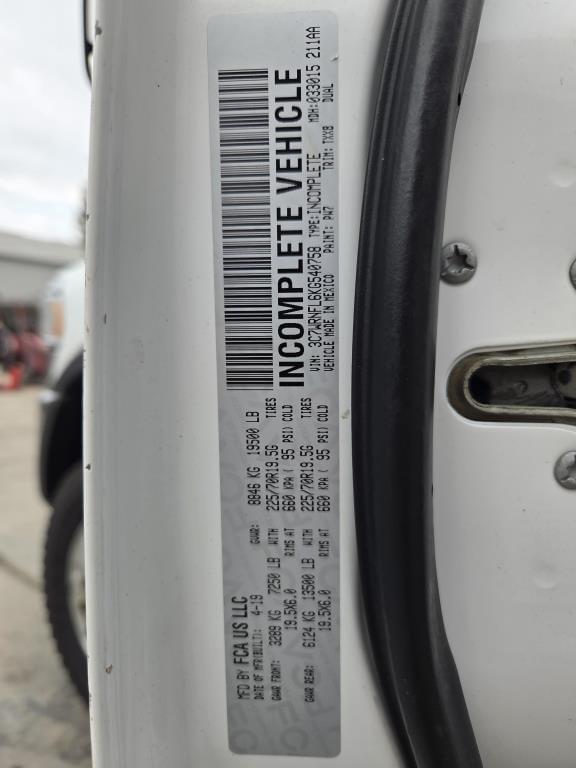 MFD BY FCA US LLC
DATE OF MFR(BUILT): 4-19 GVWR: 8846 KG 19500 LB
GAWR FRONT: 3289 KG 7250 LB WITH 225/70R19.5G TIRES
19.5X6.0 RIMS AT 660 KPA ( 95 PSI) COLD
GAWR REAR: 6124 KG 13500 LB WITH 225/70R19.5G TIRES
19.5X6.0 RIMS AT 660 KPA ( 95 PSI) COLD
INCOMPLETE VEHICLE
VIN: 3C7WRNFL6KG540758 TYPE:INCOMPLETE MDH:033015 211AA
VEHICLE MADE IN MEXICO PAINT: PW7 TRIM: TXX8 DUAL